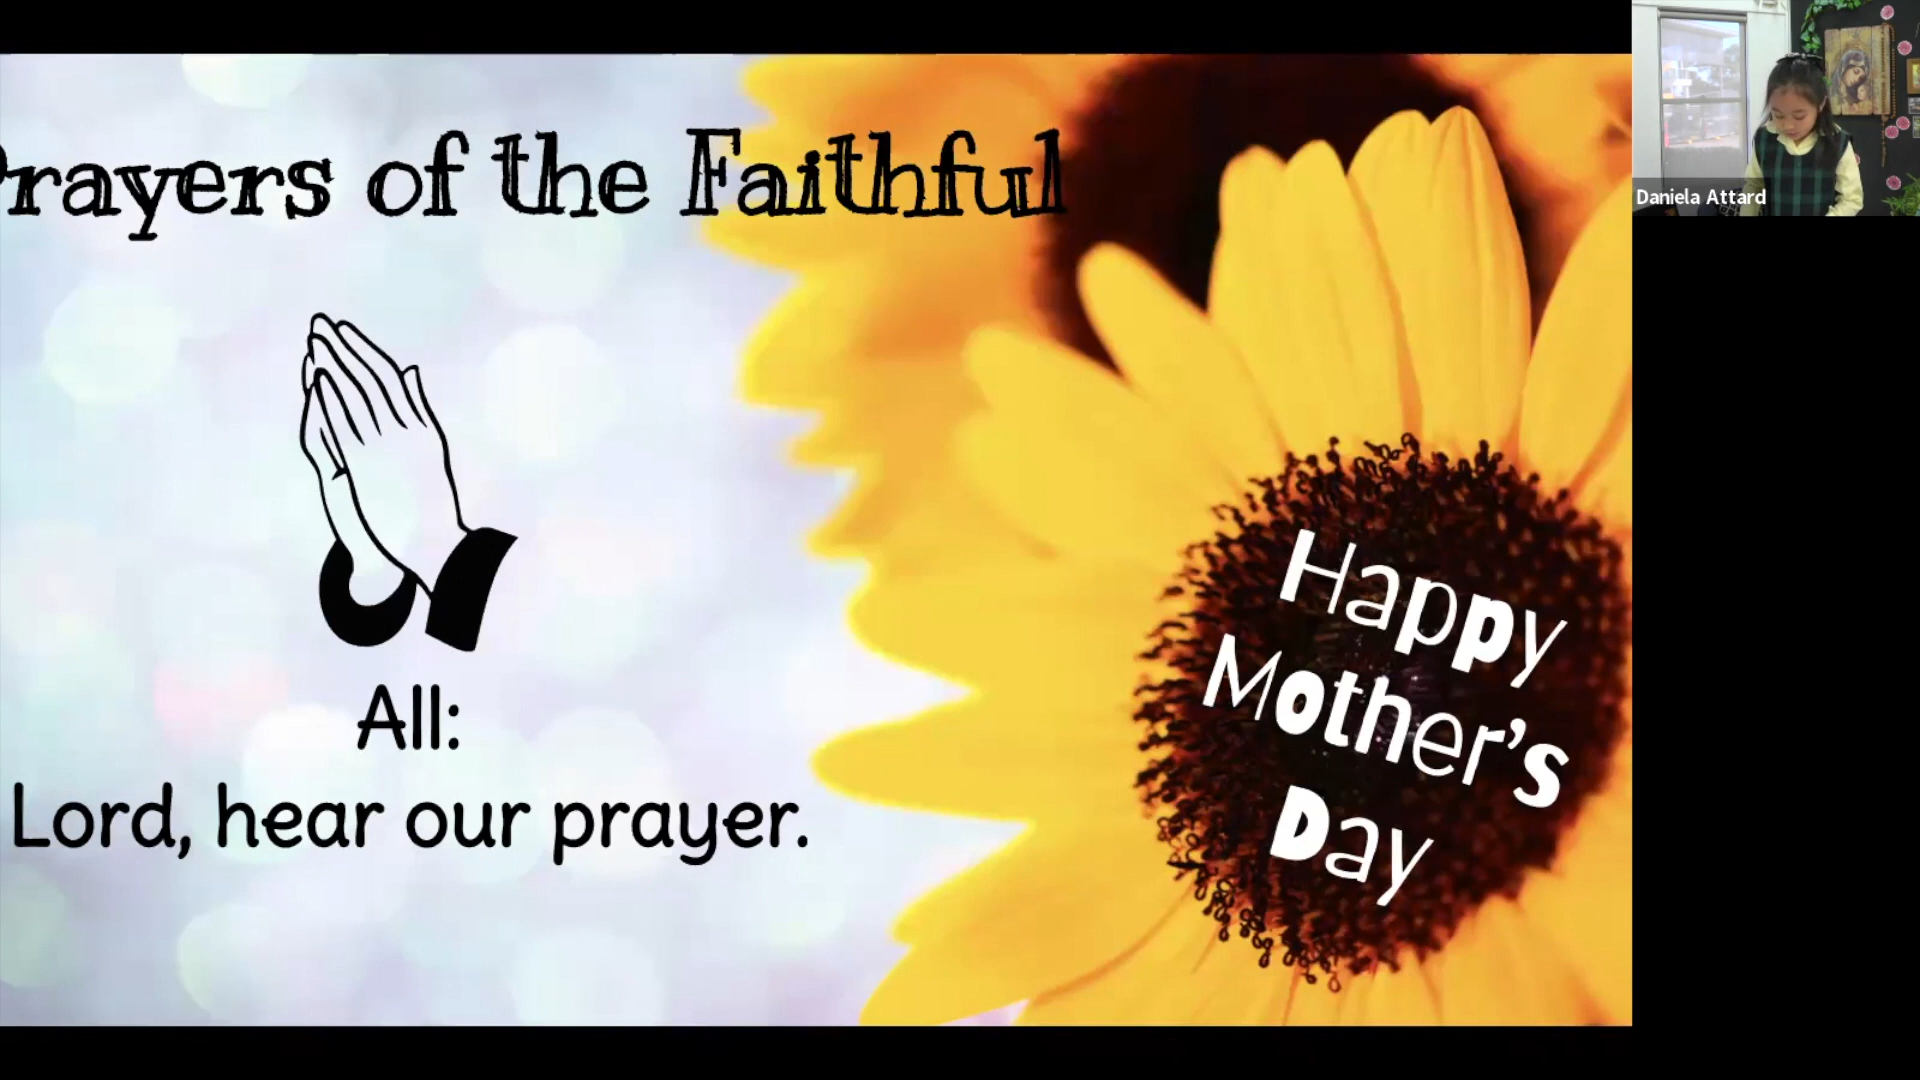 rayers of the Faithful
All:
Lord, hear our prayer.
Happy
Mother's
Day
Daniela Attard